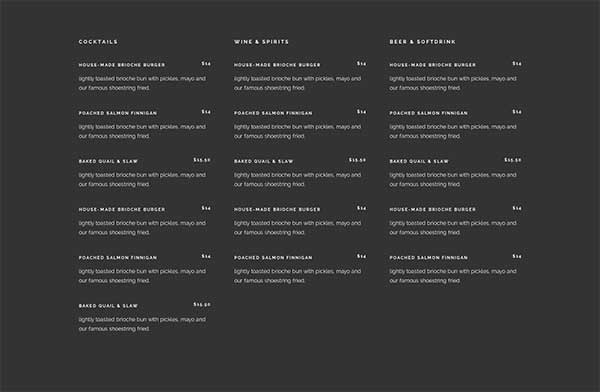 COCKTAILS
HOUSE-MADE BRIOCHE BURGER $14
lightly toasted brioche bun with pickles, mayo and
our famous shoestring fried.
POACHED SALMON FINNIGAN $14
lightly toasted brioche bun with pickles, mayo and
our famous shoestring fried.
BAKED QUAIL & SLAW $15.50
lightly toasted brioche bun with pickles, mayo and
our famous shoestring fried.
HOUSE-MADE BRIOCHE BURGER $14
lightly toasted brioche bun with pickles, mayo and
our famous shoestring fried.
POACHED SALMON FINNIGAN $14
lightly toasted brioche bun with pickles, mayo and
our famous shoestring fried.
BAKED QUAIL & SLAW $15.50
lightly toasted brioche bun with pickles, mayo and
our famous shoestring fried.
WINE & SPIRITS
HOUSE-MADE BRIOCHE BURGER $14
lightly toasted brioche bun with pickles, mayo and
our famous shoestring fried.
POACHED SALMON FINNIGAN $14
lightly toasted brioche bun with pickles, mayo and
our famous shoestring fried.
BAKED QUAIL & SLAW $15.50
lightly toasted brioche bun with pickles, mayo and
our famous shoestring fried.
HOUSE-MADE BRIOCHE BURGER $14
lightly toasted brioche bun with pickles, mayo and
our famous shoestring fried.
POACHED SALMON FINNIGAN $14
lightly toasted brioche bun with pickles, mayo and
our famous shoestring fried.
BEER & SOFTDRINK
HOUSE-MADE BRIOCHE BURGER $14
lightly toasted brioche bun with pickles, mayo and
our famous shoestring fried.
POACHED SALMON FINNIGAN $14
lightly toasted brioche bun with pickles, mayo and
our famous shoestring fried.
BAKED QUAIL & SLAW $15.50
lightly toasted brioche bun with pickles, mayo and
our famous shoestring fried.
HOUSE-MADE BRIOCHE BURGER $14
lightly toasted brioche bun with pickles, mayo and
our famous shoestring fried.
POACHED SALMON FINNIGAN $14
lightly toasted brioche bun with pickles, mayo and
our famous shoestring fried.